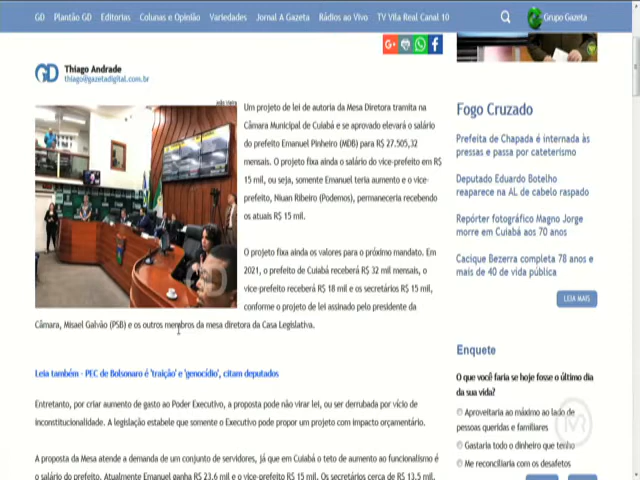 GD Plantão GD Editorias Colunas e Opinião Variedades Jornal A Gazeta Rádios ao Vivo TV Vila Real Canal 10 Grupo Gazeta
G+ f
GD Thiago Andrade
thiago@gazetadigital.com.br
João Vieira
Um projeto de lei de autoria da Mesa Diretora tramita na
Câmara Municipal de Cuiabá e se aprovado elevará o salário
do prefeito Emanuel Pinheiro (MDB) para R$ 27.505,32
mensais. O projeto fixa ainda o salário do vice-prefeito em R$
15 mil, ou seja, somente Emanuel teria aumento e o vice-
prefeito, Niuan Ribeiro (Podemos), permaneceria recebendo
os atuais R$ 15 mil.
O projeto fixa ainda os valores para o próximo mandato. Em
2021, o prefeito de Cuiabá receberá R$ 32 mil mensais, o
vice-prefeito receberá R$ 18 mil e os secretários R$ 15 mil,
conforme o projeto de lei assinado pelo presidente da
Câmara, Misael Galvão (PSB) e os outros membros da mesa diretora da Casa Legislativa.
Leia também - PEC de Bolsonaro é 'traição' e 'genocídio', citam deputados
Entretanto, por criar aumento de gasto ao Poder Executivo, a proposta pode não virar lei, ou ser derrubada por vício de
inconstitucionalidade. A legislação estabele que somente o Executivo pode propor um projeto com impacto orçamentário.
A proposta da Mesa atende a demanda de um conjunto de servidores, já que em Cuiabá o teto de aumento ao funcionalismo é
o salário do prefeito. Atualmente Emanuel ganha R$ 23,6 mil e o vice-prefeito R$ 15 mil. Os secretários cerca de R$ 13,5 mil.
Fogo Cruzado
Prefeita de Chapada é internada às
pressas e passa por cateterismo
Deputado Eduardo Botelho
reaparece na AL de cabelo raspado
Repórter fotográfico Magno Jorge
morre em Cuiabá aos 70 anos
Cacique Bezerra completa 78 anos e
mais de 40 de vida pública
LEIA MAIS
Enquete
O que você faria se hoje fosse o último dia
da sua vida?
Aproveitaria ao máximo ao lado de
pessoas queridas e familiares
Gastaria todo o dinheiro que tenho
Me reconciliaria com os desafetos